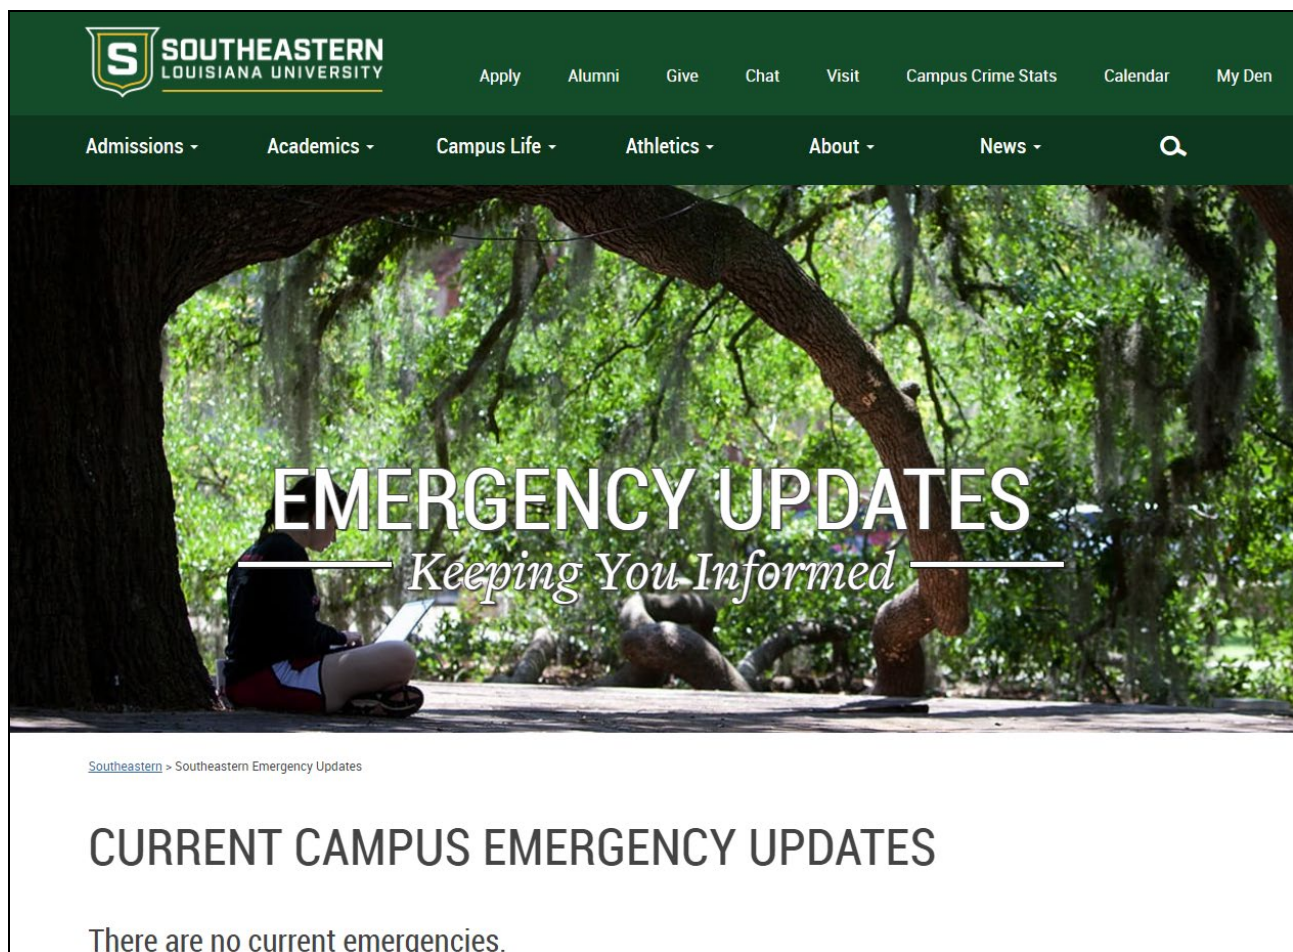 S
SOUTHEASTERN
LOUISIANA UNIVERSITY
Apply Alumni Give Chat Visit Campus Crime Stats Calendar My Den
Admissions Academics Campus Life Athletics About News
EMERGENCY UPDATES
Keeping You Informed
Southeastern > Southeastern Emergency Updates
CURRENT CAMPUS EMERGENCY UPDATES
There are no current emergencies.